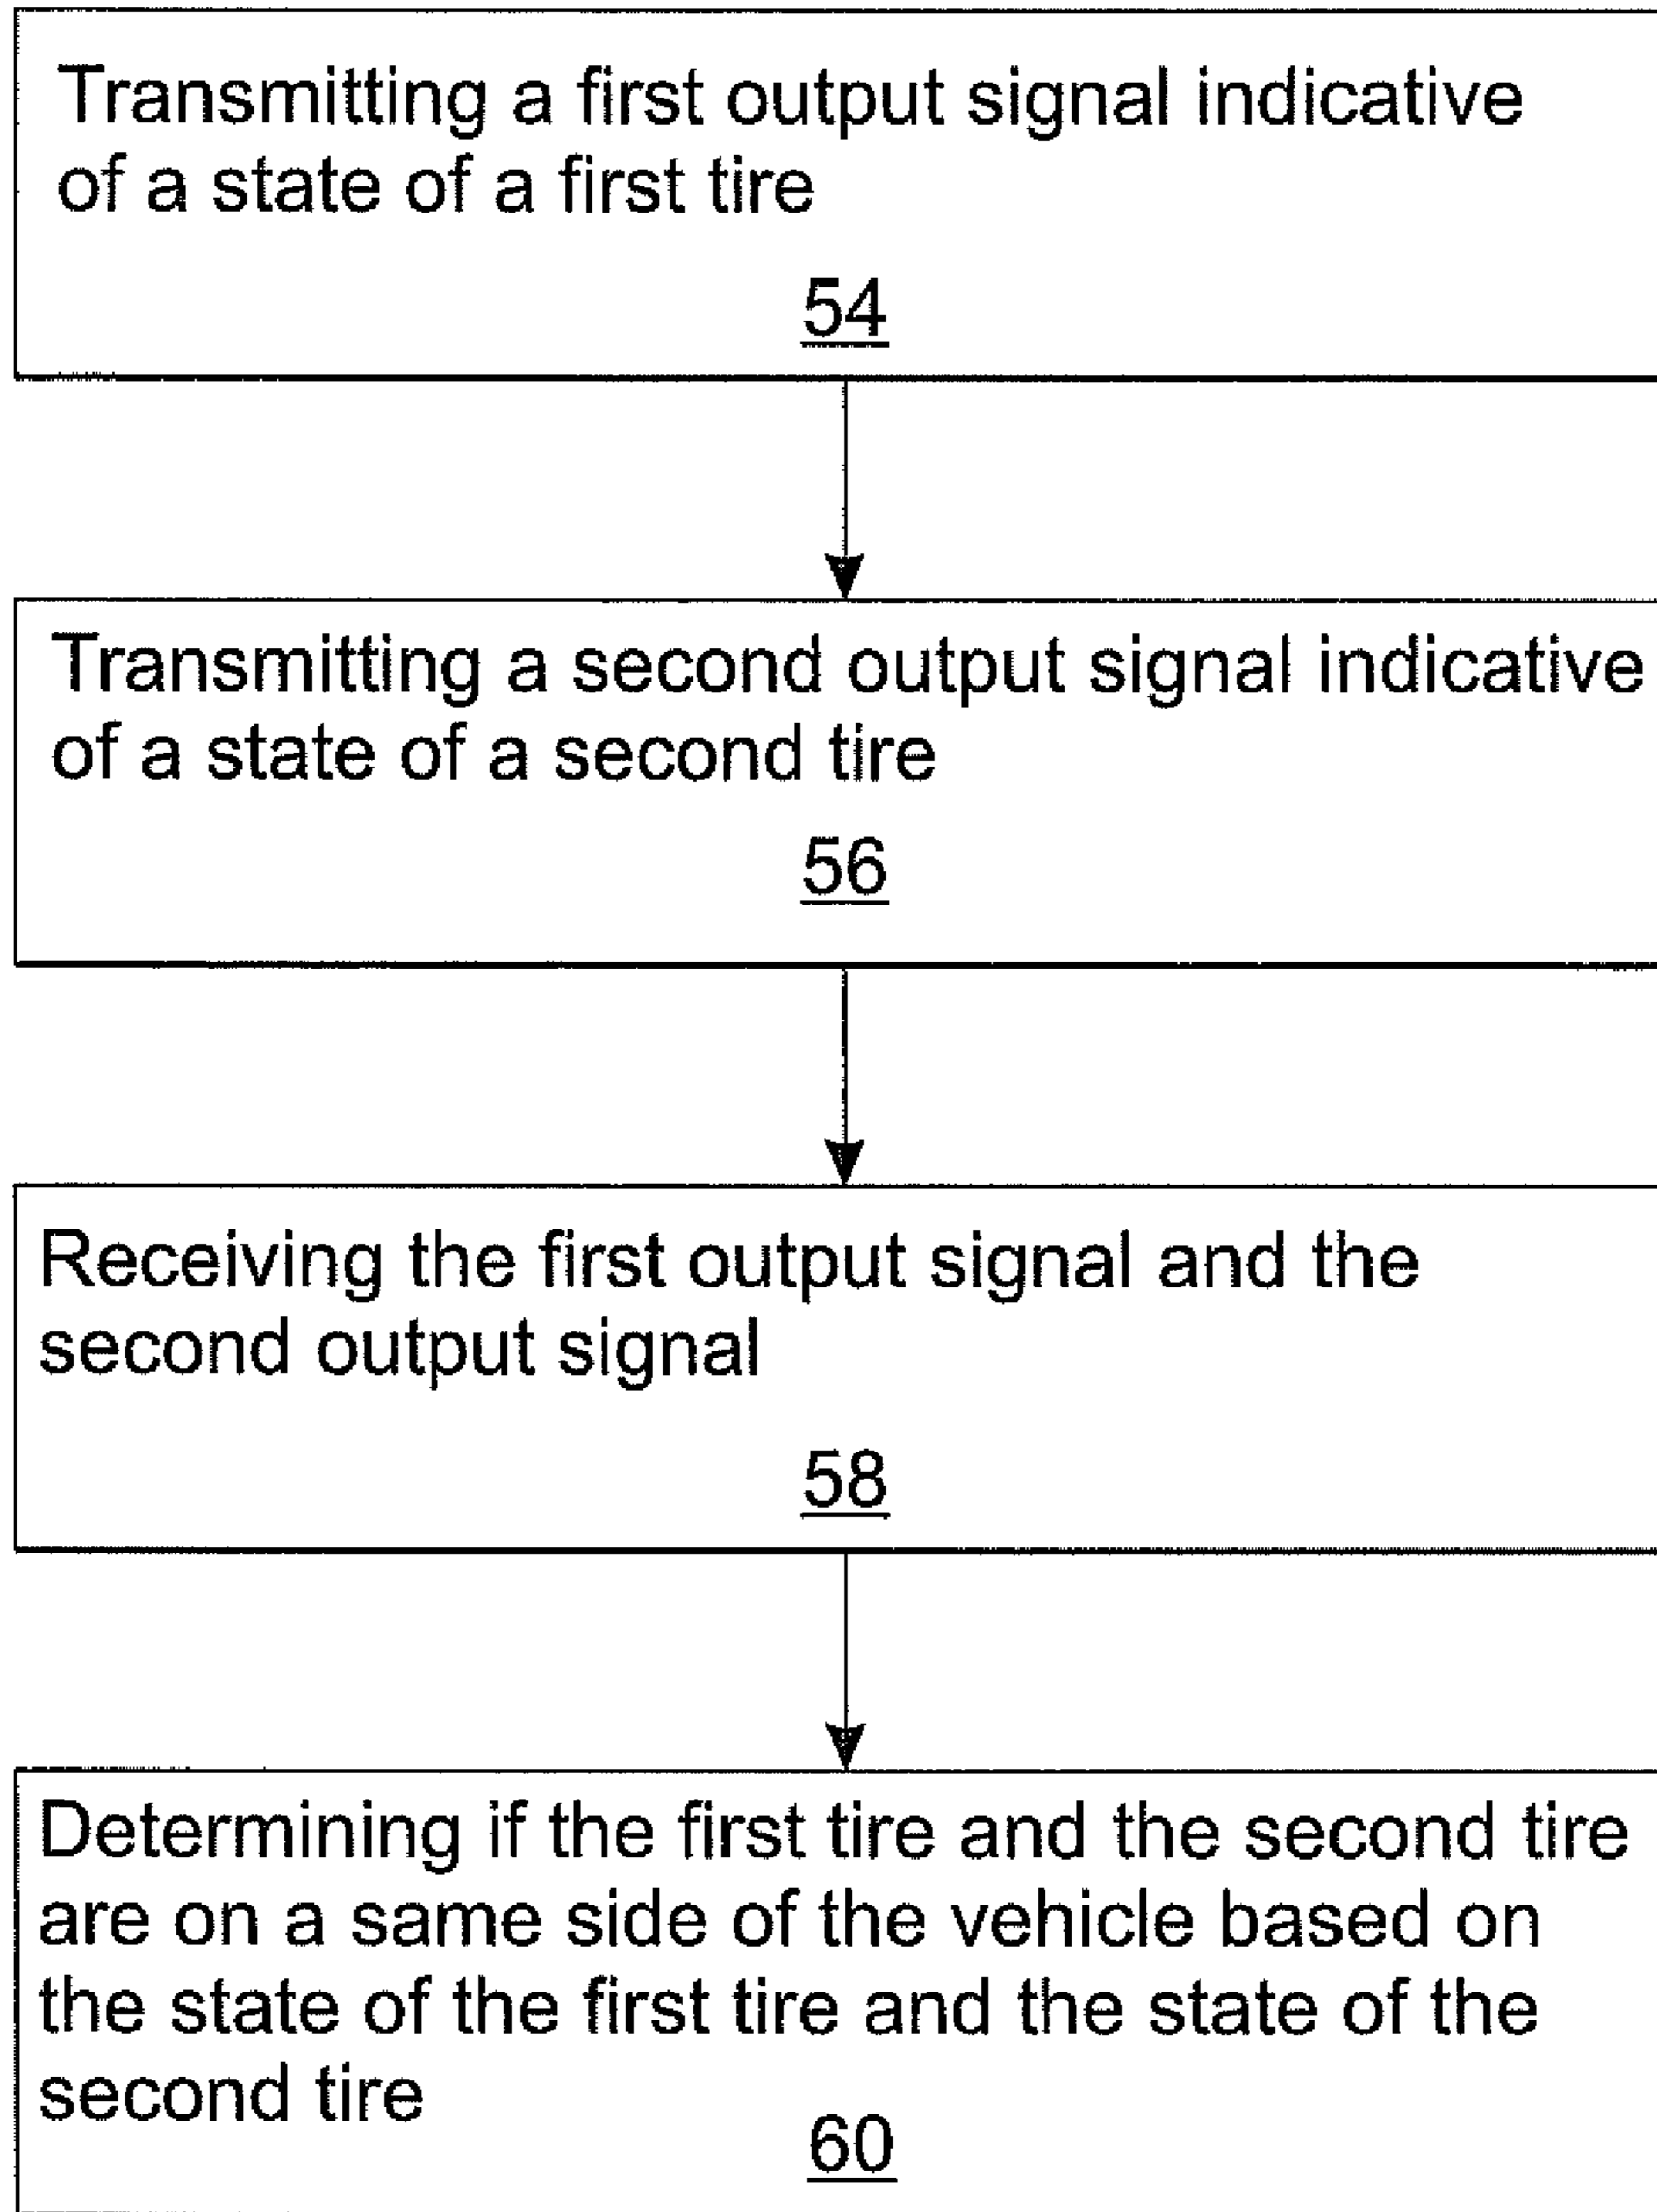 Transmitting a first output signal indicative
of a state of a first tire
54
Transmitting a second output signal indicative
of a state of a second tire
56
Receiving the first output signal and the
second output signal
58
Determining if the first tire and the second tire
are on a same side of the vehicle based on
the state of the first tire and the state of the
second tire
60